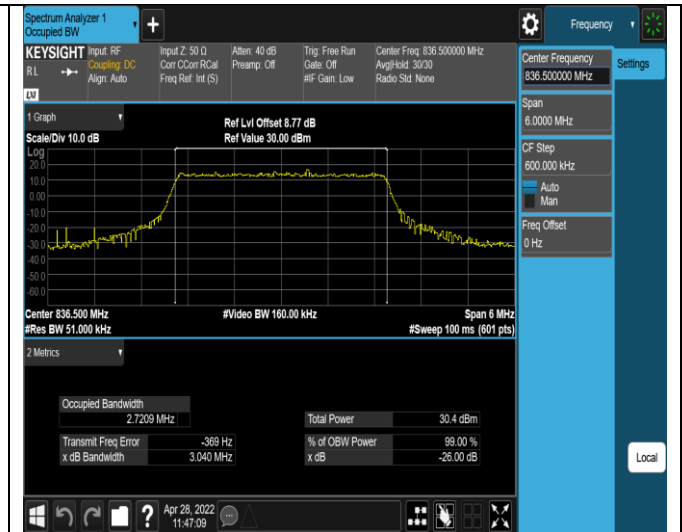 Spectrum Analyzer 1
Occupied BW
Frequency
KEYSIGHT
R L
LXI
Input: RF
Coupling: DC
Align: Auto
Input Z: 50 Ω
Corr CCorr RCal
Freq Ref: Int (S)
Atten: 40 dB
Preamp: Off
Trig: Free Run
Gate: Off
#IF Gain: Low
Center Freq: 836.500000 MHz
Avg|Hold: 30/30
Radio Std: None
Center Frequency
836.500000 MHz
Settings
Span
6.0000 MHz
CF Step
600.000 kHz
Auto
Man
Freq Offset
0 Hz
1 Graph
Scale/Div 10.0 dB
Ref Lvl Offset 8.77 dB
Ref Value 30.00 dBm
Log
20.0
10.0
0.00
-10.0
-20.0
-30.0
-40.0
-50.0
-60.0
Center 836.500 MHz
#Video BW 160.00 kHz
Span 6 MHz
#Res BW 51.000 kHz
#Sweep 100 ms (601 pts)
2 Metrics
Occupied Bandwidth
2.7209 MHz
Total Power 30.4 dBm
Transmit Freq Error -369 Hz
% of OBW Power 99.00 %
x dB Bandwidth 3.040 MHz
x dB -26.00 dB
Local
?
Apr 28, 2022
11:47:09